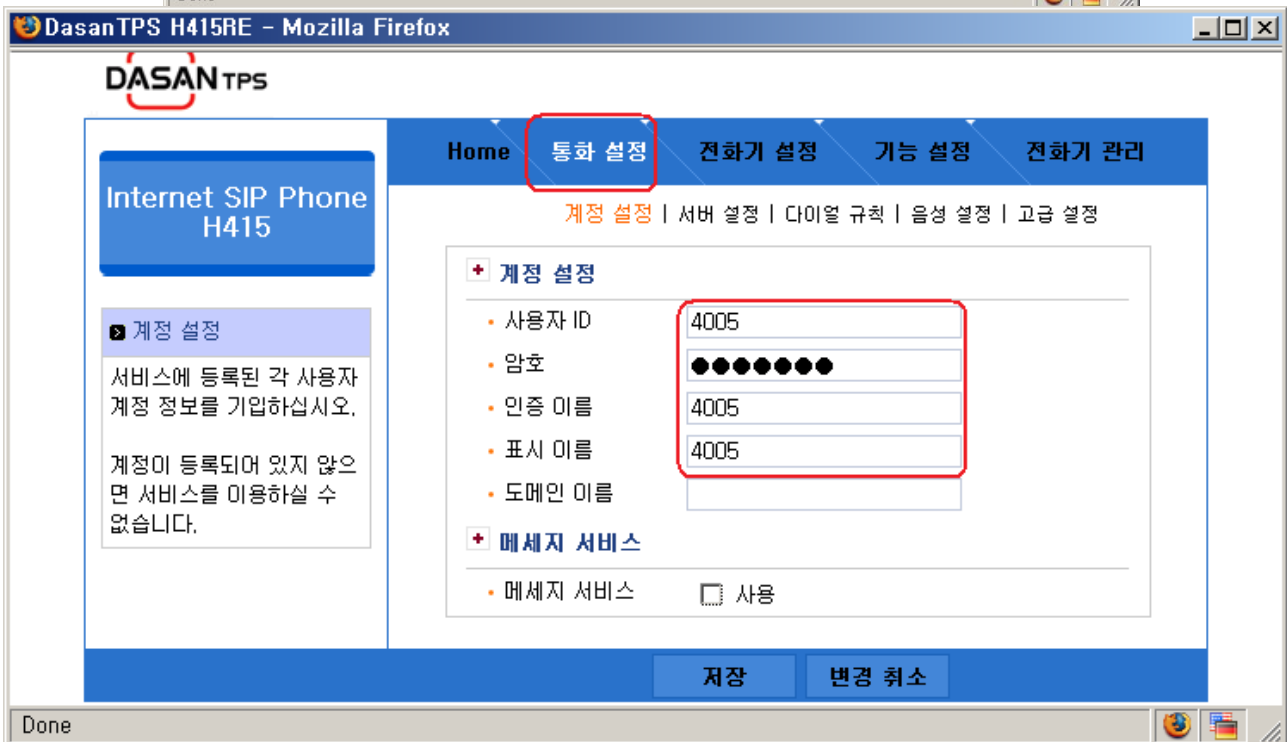 DasanTPS H415RE - Mozilla Firefox
DASAN TPS
Home 통화 설정 전화기 설정 기능 설정 전화기 관리
Internet SIP Phone
H415
계정 설정 | 서버 설정 | 다이얼 규칙 | 음성 설정 | 고급 설정
계정 설정
서비스에 등록된 각 사용자
계정 정보를 기입하십시오.
계정이 등록되어 있지 않으
면 서비스를 이용하실 수
없습니다.
계정 설정
사용자 ID 4005
암호 ●●●●●●●
인증 이름 4005
표시 이름 4005
도메인 이름
메세지 서비스
메세지 서비스 사용
저장 변경 취소
Done